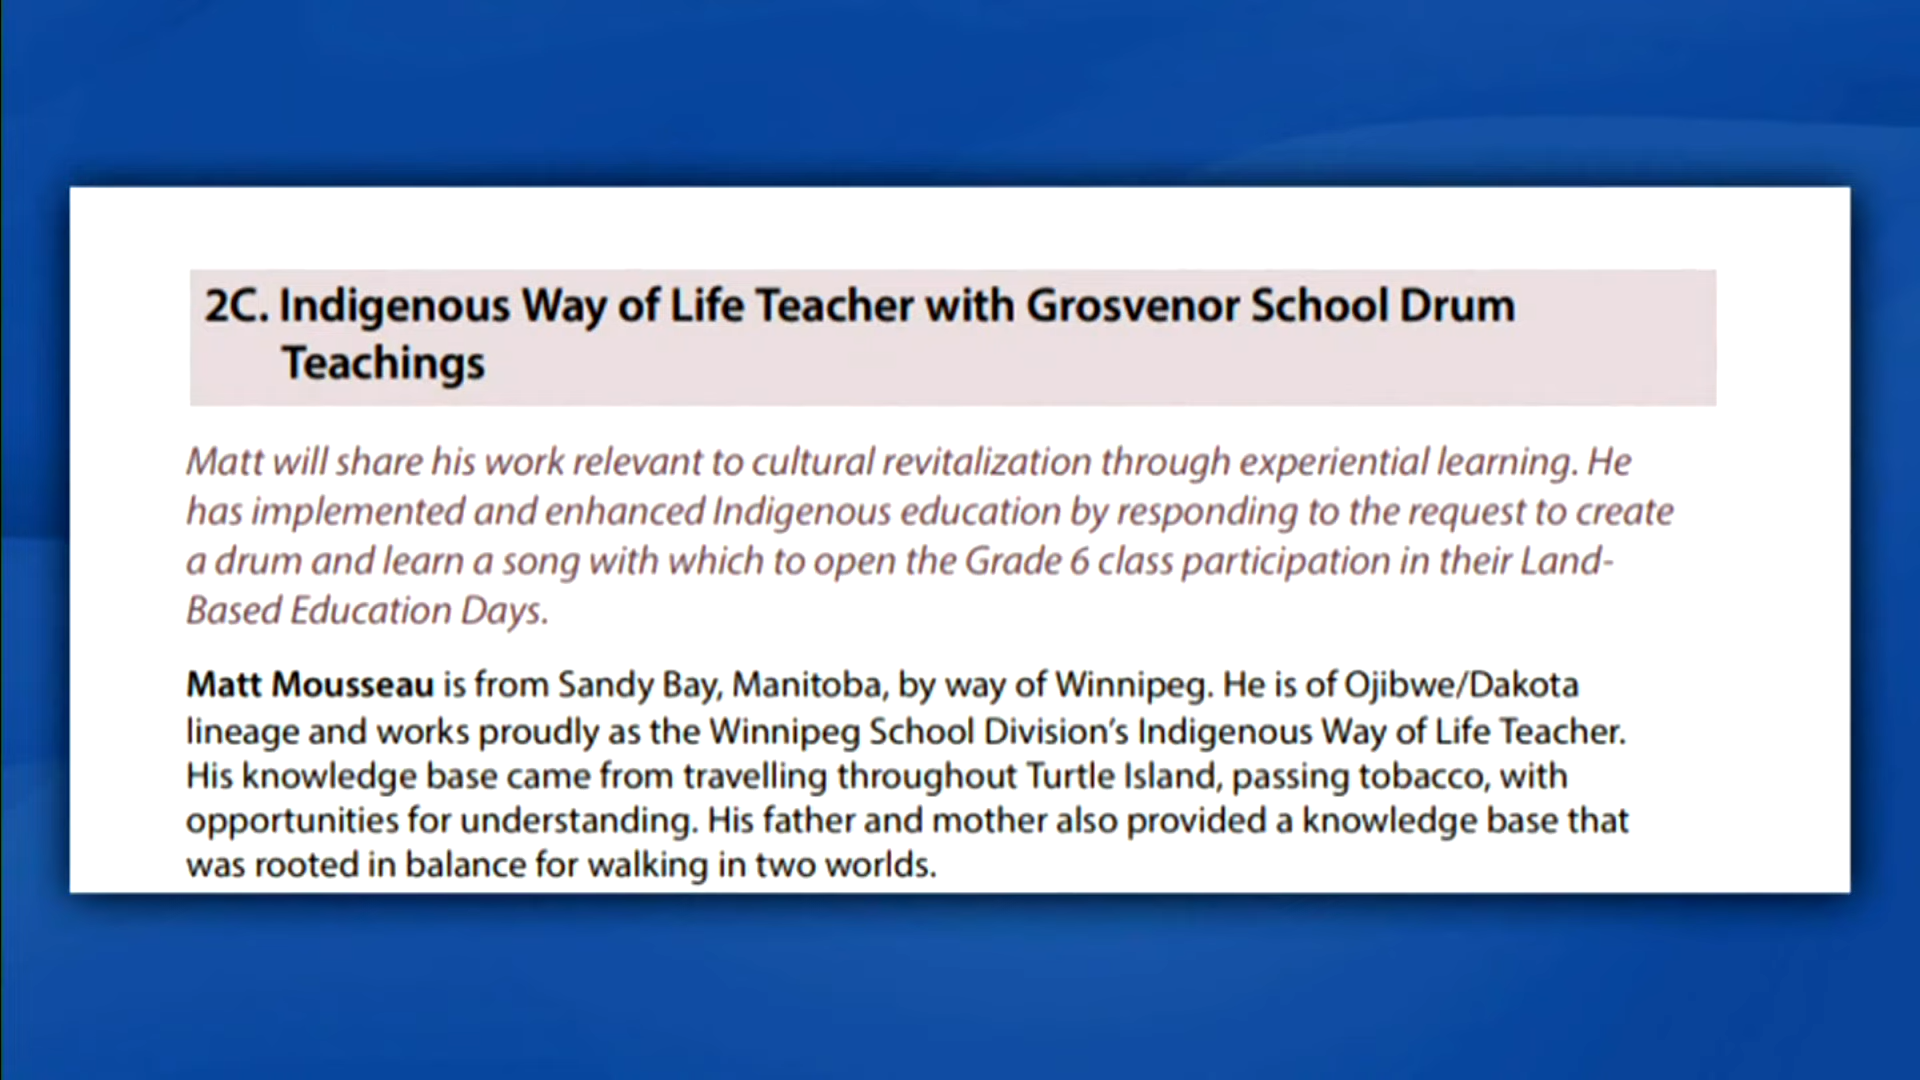 2C. Indigenous Way of Life Teacher with Grosvenor School Drum
Teachings
Matt will share his work relevant to cultural revitalization through experiential learning. He
has implemented and enhanced Indigenous education by responding to the request to create
a drum and learn a song with which to open the Grade 6 class participation in their Land-
Based Education Days.
Matt Mousseau is from Sandy Bay, Manitoba, by way of Winnipeg. He is of Ojibwe/Dakota
lineage and works proudly as the Winnipeg School Division's Indigenous Way of Life Teacher.
His knowledge base came from travelling throughout Turtle Island, passing tobacco, with
opportunities for understanding. His father and mother also provided a knowledge base that
was rooted in balance for walking in two worlds.